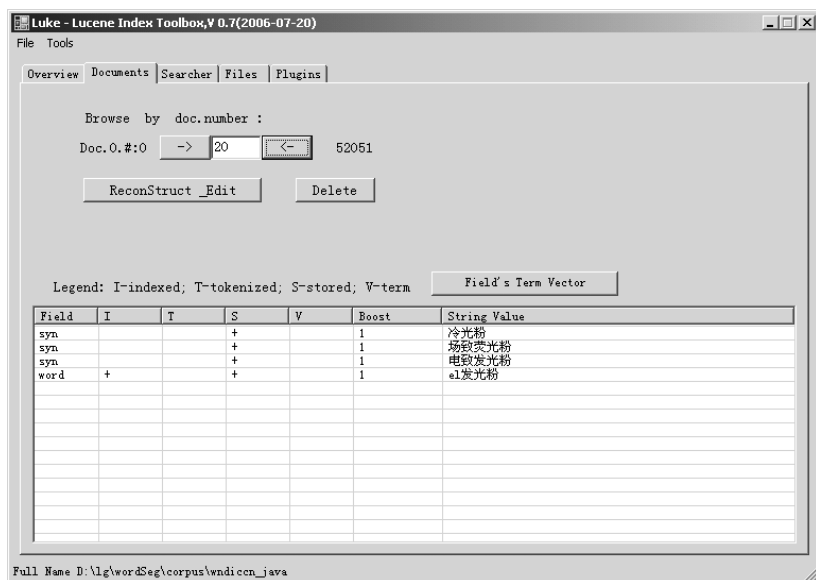 Luke - Lucene Index Toolbox,V 0.7(2006-07-20)
File Tools
Overview Documents Searcher Files Plugins
Browse by doc.number :
Doc.0.#:0 -> 20 <- 52051
ReconStruct _Edit Delete
Legend: I-indexed; T-tokenized; S-stored; V-term Field's Term Vector
Field I T S V Boost String Value
syn + 1 冷光粉
syn + 1 场致荧光粉
syn + 1 电致发光粉
word + + 1 el发光粉
Full Name D:\lg\wordSeg\corpus\wndiccn_java